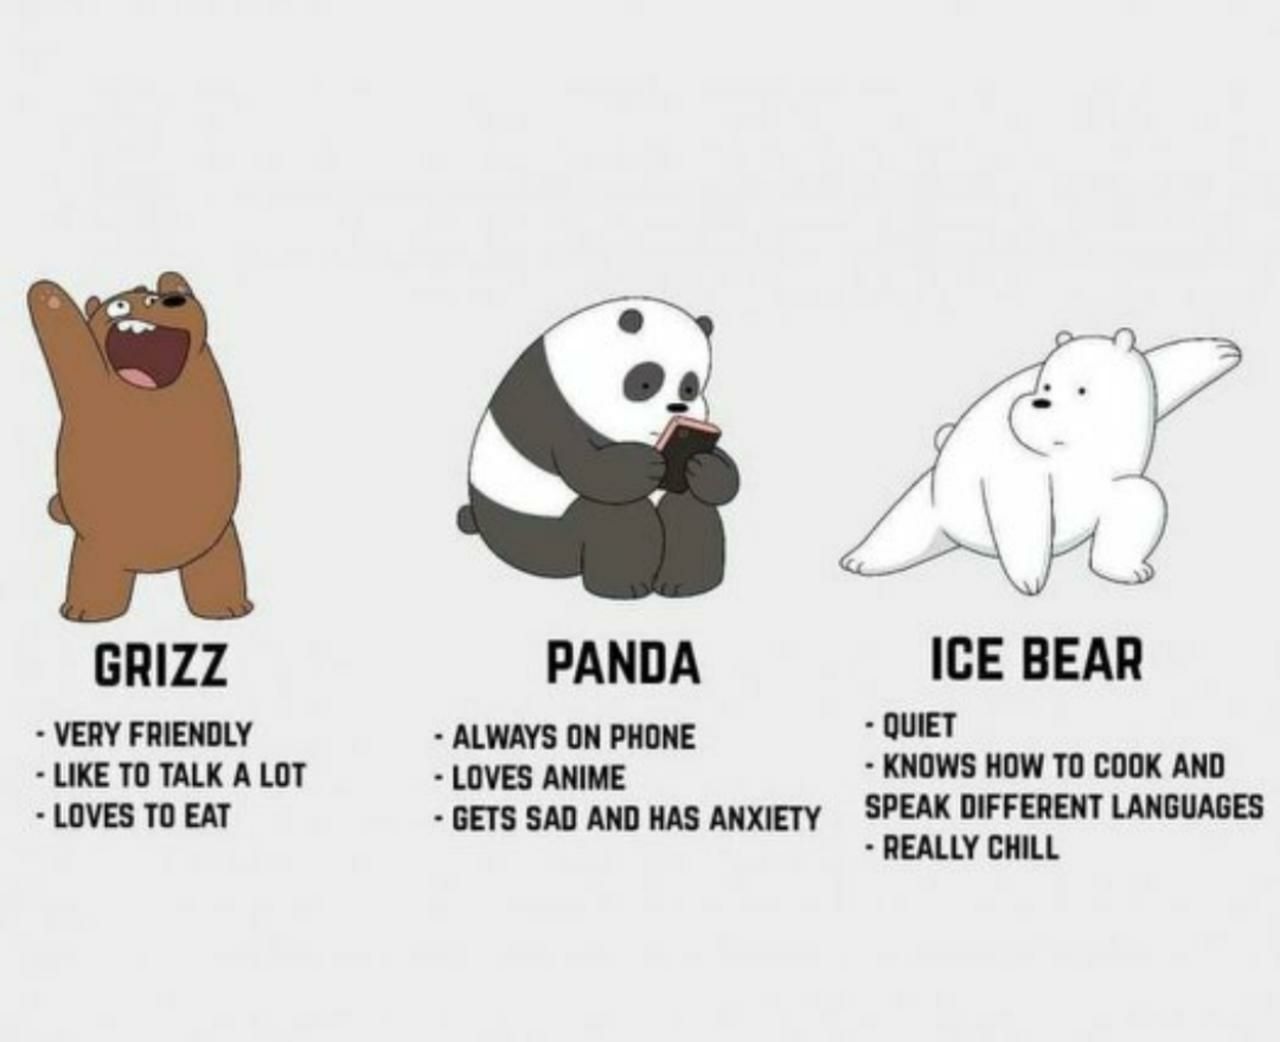 GRIZZ
- VERY FRIENDLY
- LIKE TO TALK A LOT
- LOVES TO EAT
PANDA
- ALWAYS ON PHONE
- LOVES ANIME
- GETS SAD AND HAS ANXIETY
ICE BEAR
- QUIET
- KNOWS HOW TO COOK AND
SPEAK DIFFERENT LANGUAGES
- REALLY CHILL